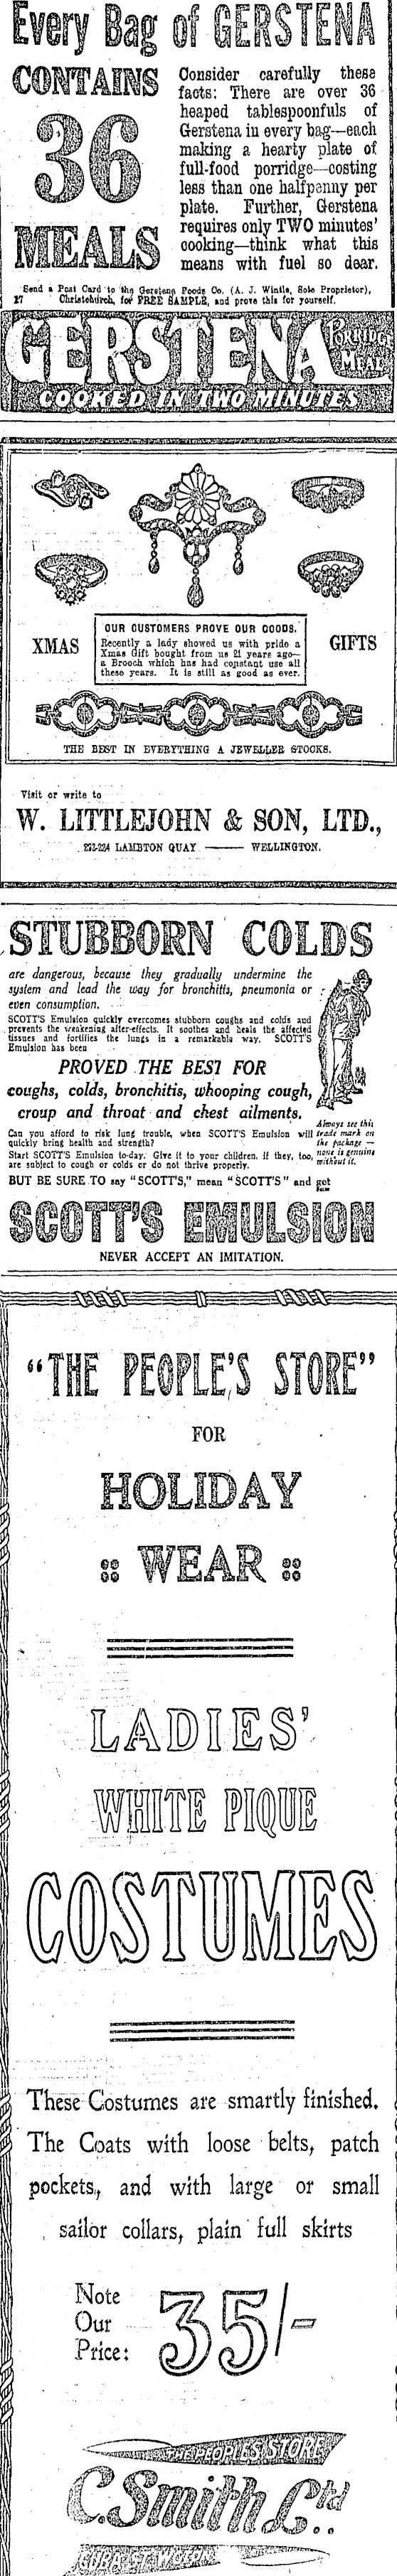 Every Bag of GERSTENA
CONTAINS
36
MEALS
Consider carefully these
facts: There are over 36
heaped tablespoonfuls of
Gerstena in every bag—each
making a hearty plate of
full-food porridge—costing
less than one halfpenny per
plate. Further, Gerstena
requires only TWO minutes'
cooking—think what this
means with fuel so dear.
Send a Post Card to the Gerstena Foods Co. (A. J. Wintle, Sole Proprietor),
27 Christchurch, for FREE SAMPLE, and prove this for yourself.
GERSTENA PORRIDGE
MEAL
COOKED IN TWO MINUTES
XMAS
OUR CUSTOMERS PROVE OUR GOODS.
Recently a lady showed us with pride a
Xmas Gift bought from us 21 years ago—
a Brooch which has had constant use all
these years. It is still as good as ever.
GIFTS
THE BEST IN EVERYTHING A JEWELLER STOCKS.
Visit or write to
W. LITTLEJOHN & SON, LTD.,
222-224 LAMBTON QUAY —— WELLINGTON.
STUBBORN COLDS
are dangerous, because they gradually undermine the
system and lead the way for bronchitis, pneumonia or
even consumption.
SCOTT'S Emulsion quickly overcomes stubborn coughs and colds and
prevents the weakening after-effects. It soothes and heals the affected
tissues and fortifies the lungs in a remarkable way. SCOTT'S
Emulsion has been
PROVED THE BEST FOR
coughs, colds, bronchitis, whooping cough,
croup and throat and chest ailments.
Can you afford to risk lung trouble, when SCOTT'S Emulsion will
quickly bring health and strength?
Start SCOTT'S Emulsion to-day. Give it to your children, if they, too,
are subject to cough or colds or do not thrive properly.
Always see this
trade mark on
the package —
none is genuine
without it.
BUT BE SURE TO say "SCOTT'S," mean "SCOTT'S" and get
SCOTT'S EMULSION
NEVER ACCEPT AN IMITATION.
"THE PEOPLE'S STORE"
FOR
HOLIDAY
:: WEAR ::
LADIES'
WHITE PIQUE
COSTUMES
These Costumes are smartly finished.
The Coats with loose belts, patch
pockets, and with large or small
sailor collars, plain full skirts
Note
Our
Price:
35/-
THE PEOPLE'S STORE
C. Smith Ltd.
CUBA ST. WGTON